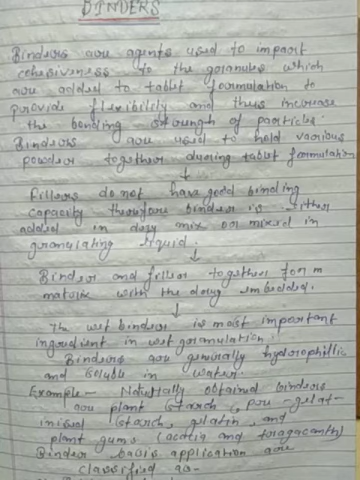 BINDERS
Binders are agents used to impart
cohesiveness to the granules which
are added to tablet formulation to
provide flexibility and thus increase
the bonding strength of particles.
Binders are used to hold various
powder together during tablet formulation
↓
Fillers do not have good binding
capacity therefore binder is either
added in dry mix or mixed in
granulating liquid.
↓
Binder and filler together form
matrix with the drug embedded.
↓
The wet binder is most important
ingredient in wet granulation.
Binders are generally hydrophillic
and soluble in water.
Example - Naturally obtained binders
are plant starch, pre-gelat-
inised starch, gelatin, and
plant gums (acacia and tragacanth)
Binder basis application are
classified as-